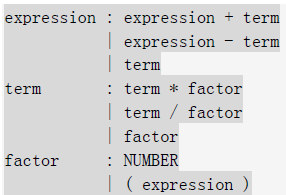 expression : expression + term
           | expression - term
           | term
term       : term * factor
           | term / factor
           | factor
factor     : NUMBER
           | ( expression )